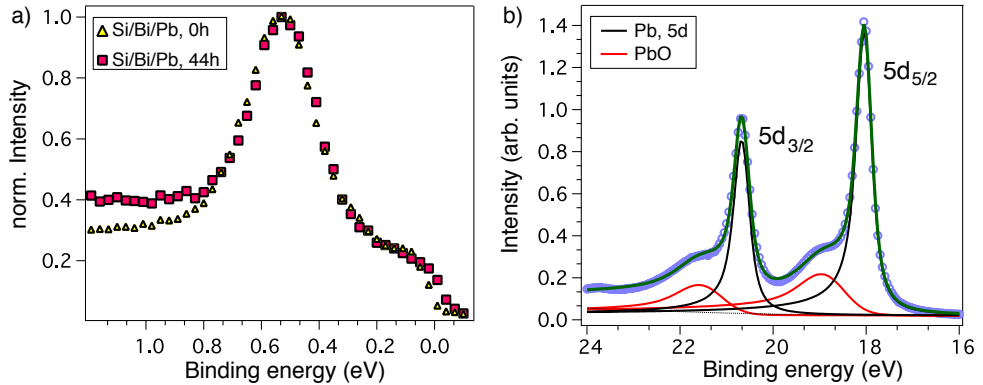 a)
Si/Bi/Pb, 0h
Si/Bi/Pb, 44h
norm. Intensity
1.0
0.8
0.6
0.4
0.2
1.0
0.8
0.6
0.4
0.2
0.0
Binding energy (eV)
b)
Pb, 5d
PbO
5d3/2
5d5/2
Intensity (arb. units)
1.4
1.2
1.0
0.8
0.6
0.4
0.2
0.0
24
22
20
18
16
Binding energy (eV)